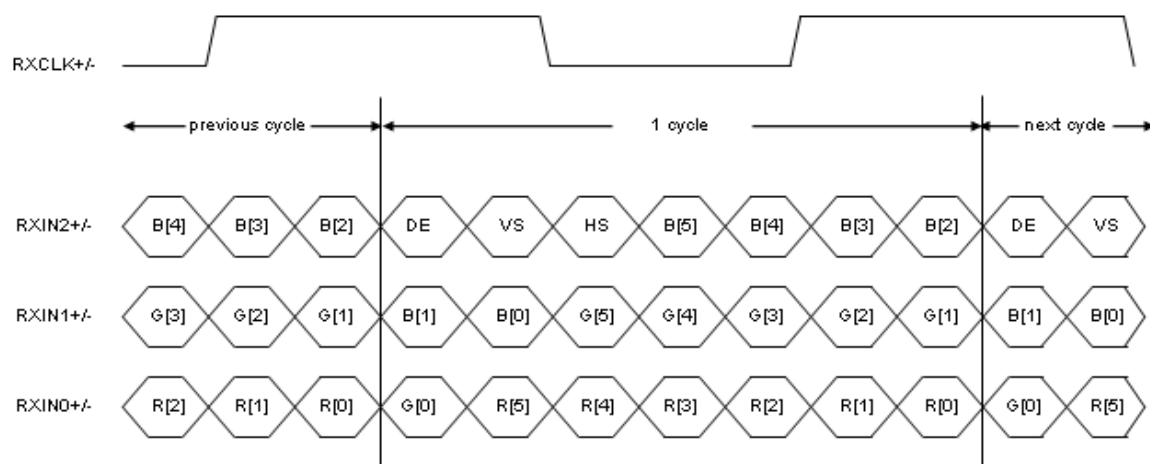 RXCLK+/-
previous cycle 1 cycle next cycle
RXIN2+/- B[4] B[3] B[2] DE VS HS B[5] B[4] B[3] B[2] DE VS
RXIN1+/- G[3] G[2] G[1] B[1] B[0] G[5] G[4] G[3] G[2] G[1] B[1] B[0]
RXIN0+/- R[2] R[1] R[0] G[0] R[5] R[4] R[3] R[2] R[1] R[0] G[0] R[5]